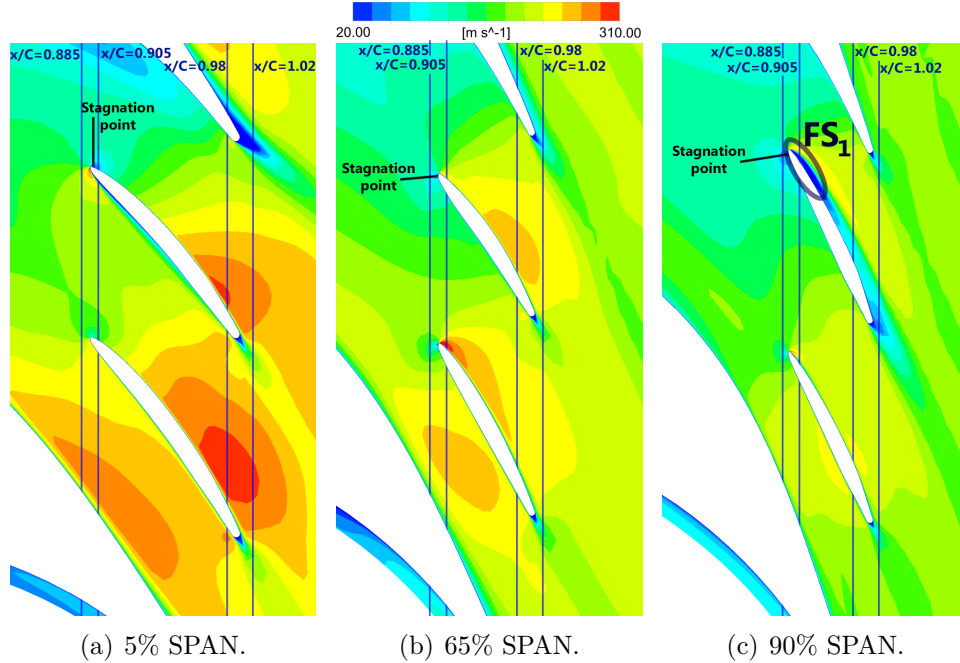 20.00 [m s^-1] 310.00
x/C=0.885 x/C=0.905
x/C=0.98 x/C=1.02
Stagnation
point
x/C=0.885 x/C=0.98
x/C=0.905 x/C=1.02
Stagnation
point
x/C=0.885 x/C=0.98
x/C=0.905 x/C=1.02
FS1
Stagnation
point
(a) 5% SPAN.
(b) 65% SPAN.
(c) 90% SPAN.